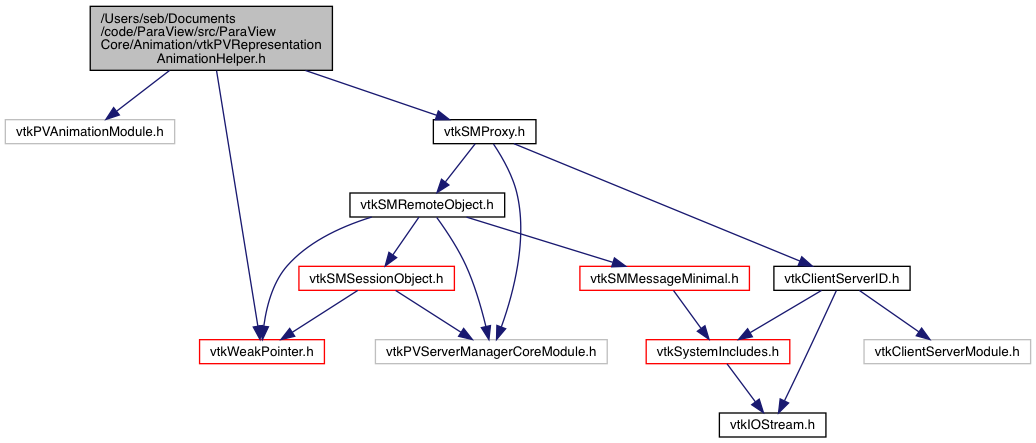 /Users/seb/Documents
/code/ParaView/src/ParaView
Core/Animation/vtkPVRepresentation
AnimationHelper.h
vtkPVAnimationModule.h
vtkSMProxy.h
vtkSMRemoteObject.h
vtkSMSessionObject.h
vtkSMMessageMinimal.h
vtkClientServerID.h
vtkWeakPointer.h
vtkPVServerManagerCoreModule.h
vtkSystemIncludes.h
vtkClientServerModule.h
vtkIOStream.h